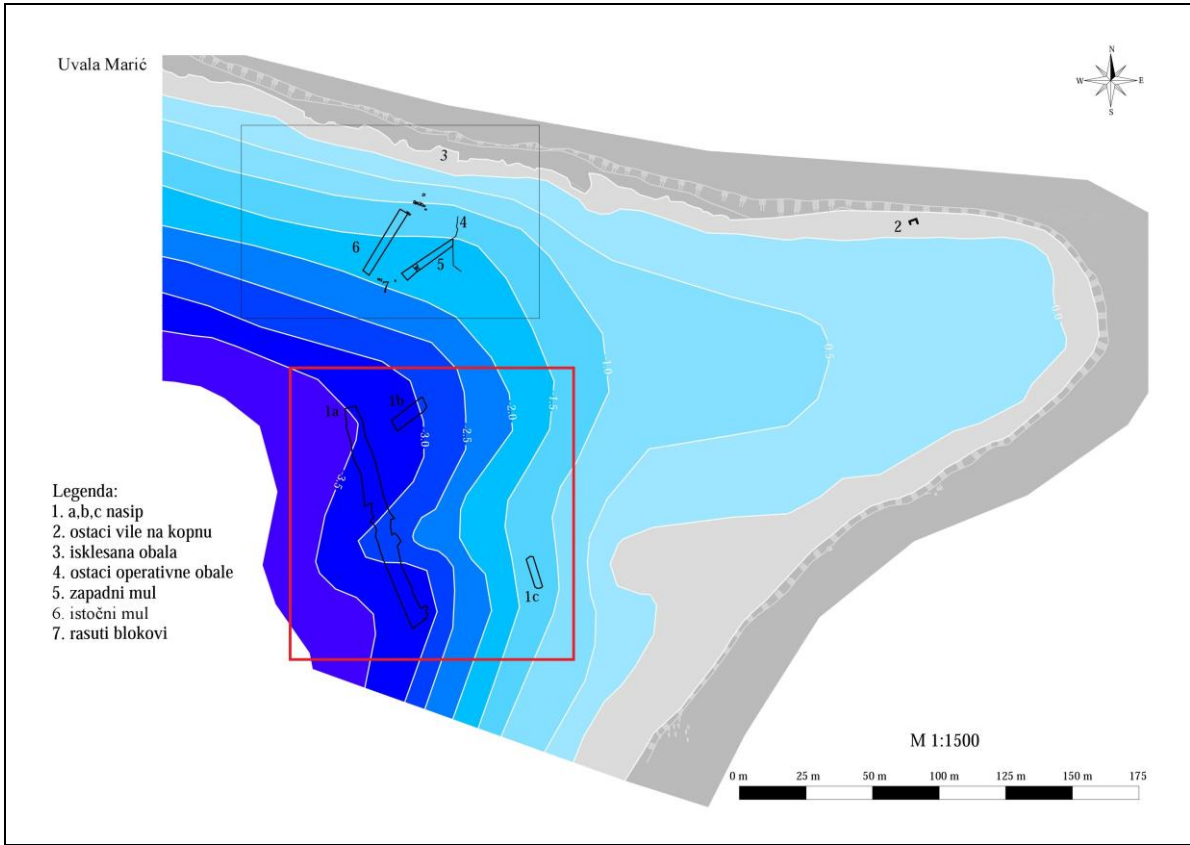 Uvala Marić
N
W
E
S
3
4
2
6
5
7
0.0
0.5
-1.0
-1.5
-2.0
-2.5
-3.0
-3.5
1a
1b
1c
Legenda:
1. a,b,c nasip
2. ostaci vile na kopnu
3. isklesana obala
4. ostaci operativne obale
5. zapadni mul
6. istočni mul
7. rasuti blokovi
M 1:1500
0 m 25 m 50 m 100 m 125 m 150 m 175